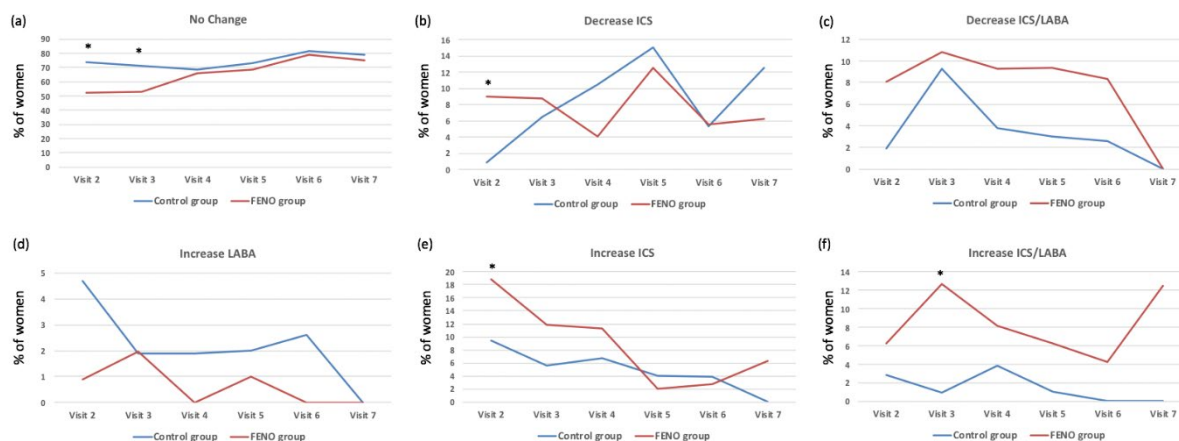 (a)
No Change
*
*
% of women
90
80
70
60
50
40
30
20
10
0
Visit 2 Visit 3 Visit 4 Visit 5 Visit 6 Visit 7
Control group FENO group
(b)
Decrease ICS
*
% of women
16
14
12
10
8
6
4
2
0
Visit 2 Visit 3 Visit 4 Visit 5 Visit 6 Visit 7
Control group FENO group
(c)
Decrease ICS/LABA
% of women
12
10
8
6
4
2
0
Visit 2 Visit 3 Visit 4 Visit 5 Visit 6 Visit 7
Control group FENO group
(d)
Increase LABA
% of women
5
4
3
2
1
0
Visit 2 Visit 3 Visit 4 Visit 5 Visit 6 Visit 7
Control group FENO group
(e)
Increase ICS
*
% of women
20
18
16
14
12
10
8
6
4
2
0
Visit 2 Visit 3 Visit 4 Visit 5 Visit 6 Visit 7
Control group FENO group
(f)
Increase ICS/LABA
*
% of women
14
12
10
8
6
4
2
0
Visit 2 Visit 3 Visit 4 Visit 5 Visit 6 Visit 7
Control group FENO group